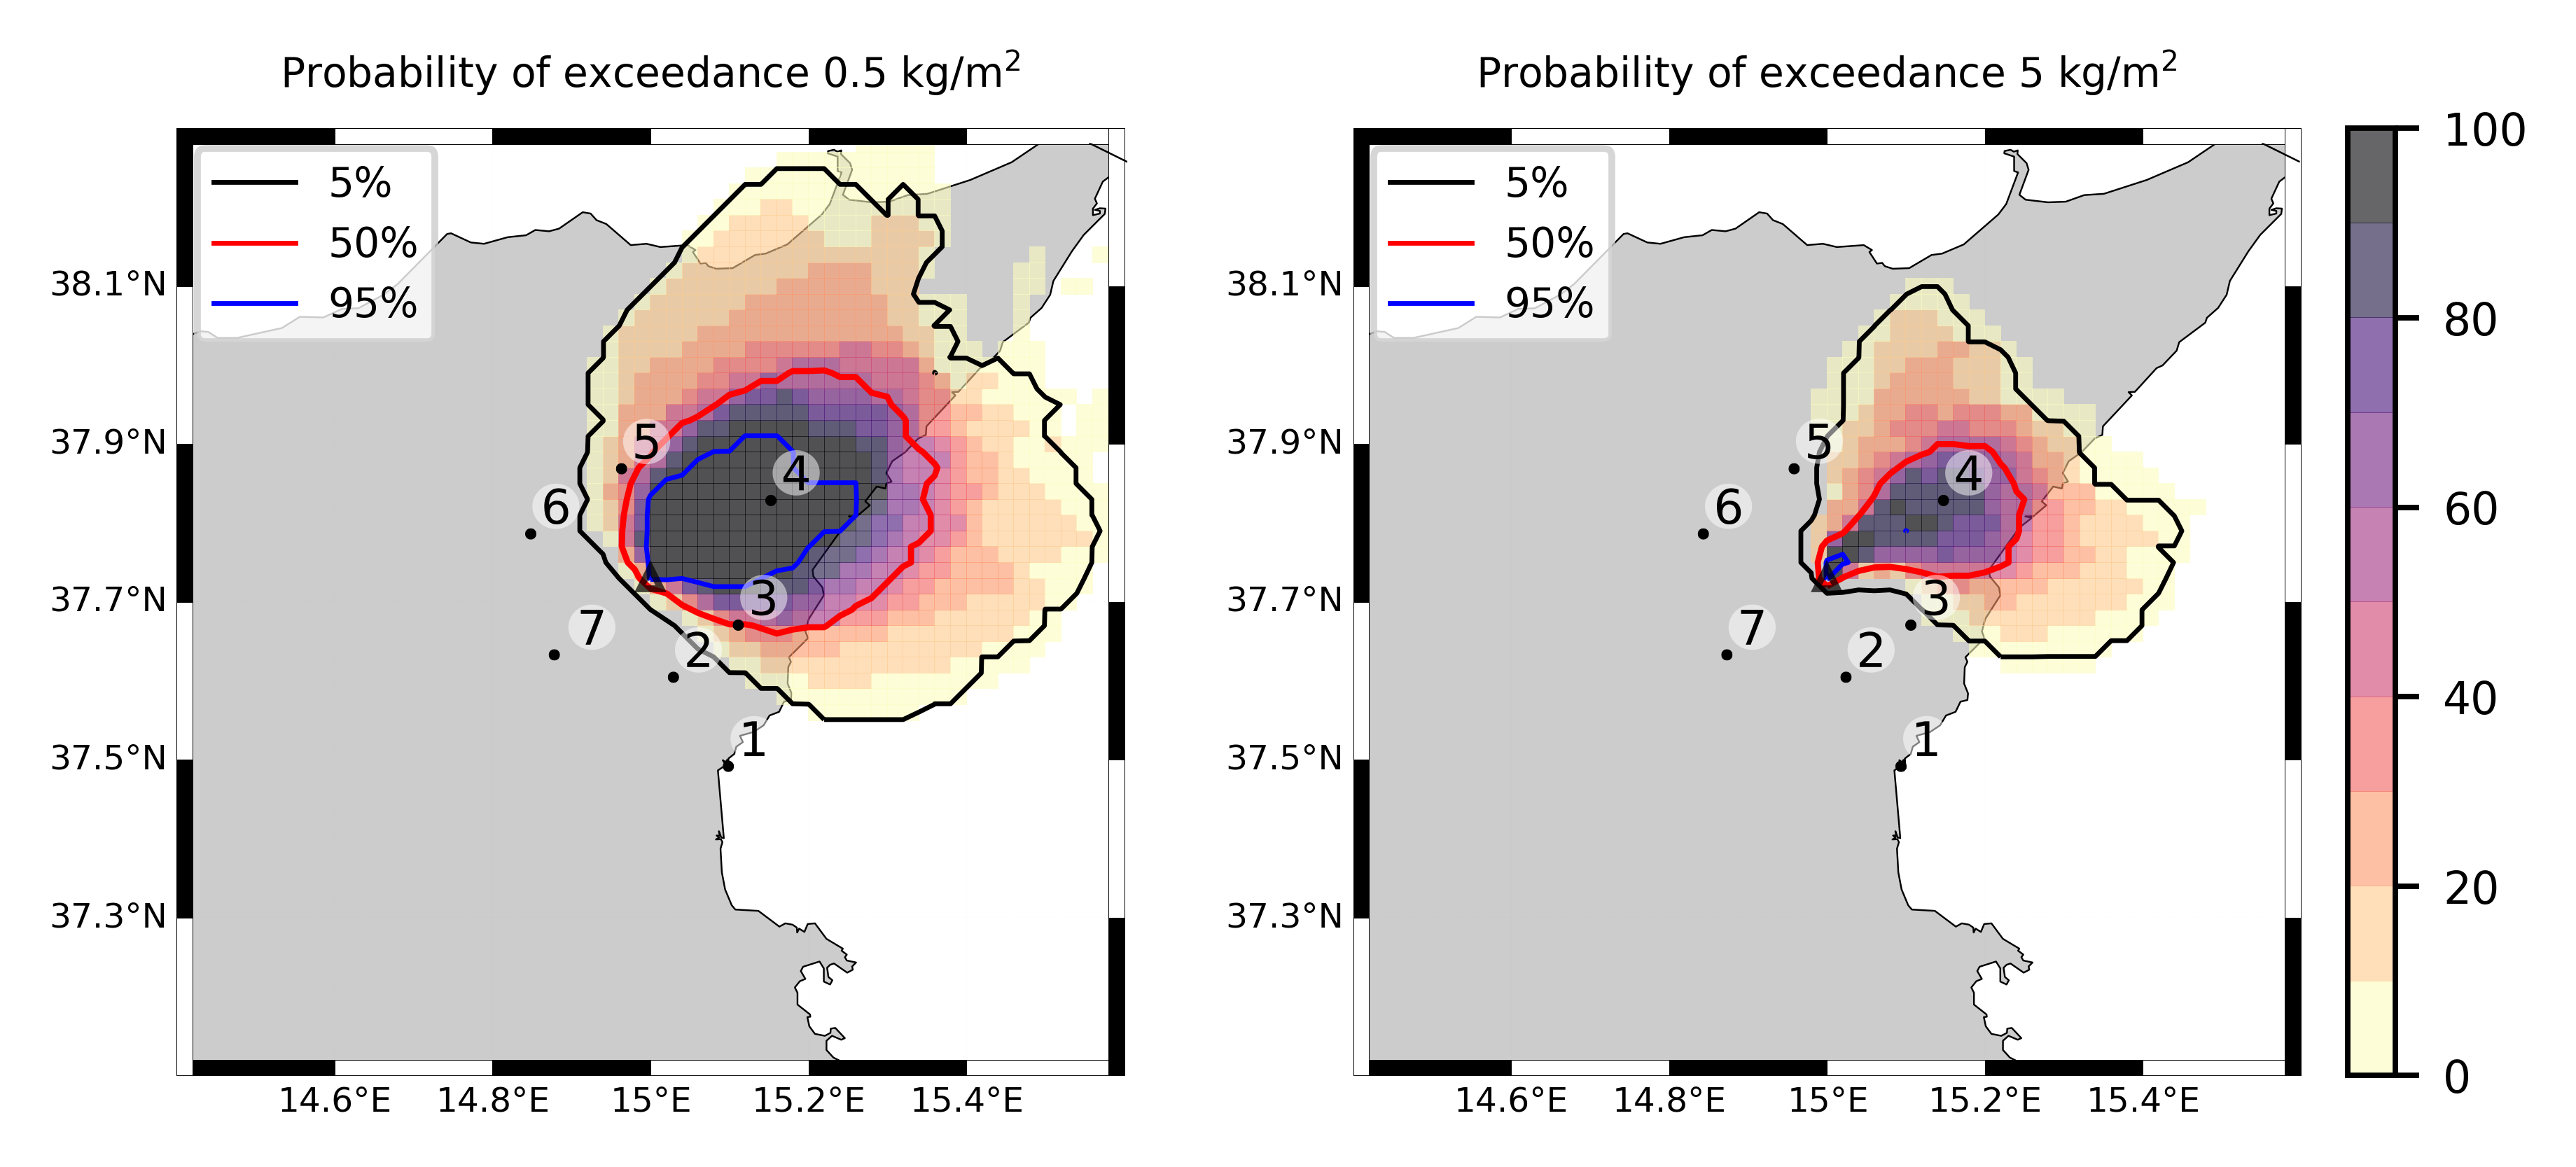 Probability of exceedance 0.5 kg/m²
5%
50%
95%
38.1°N
37.9°N
37.7°N
37.5°N
37.3°N
14.6°E 14.8°E 15°E 15.2°E 15.4°E
5
4
6
3
7
2
1
Probability of exceedance 5 kg/m²
5%
50%
95%
38.1°N
37.9°N
37.7°N
37.5°N
37.3°N
14.6°E 14.8°E 15°E 15.2°E 15.4°E
5
4
6
3
7
2
1
100
80
60
40
20
0